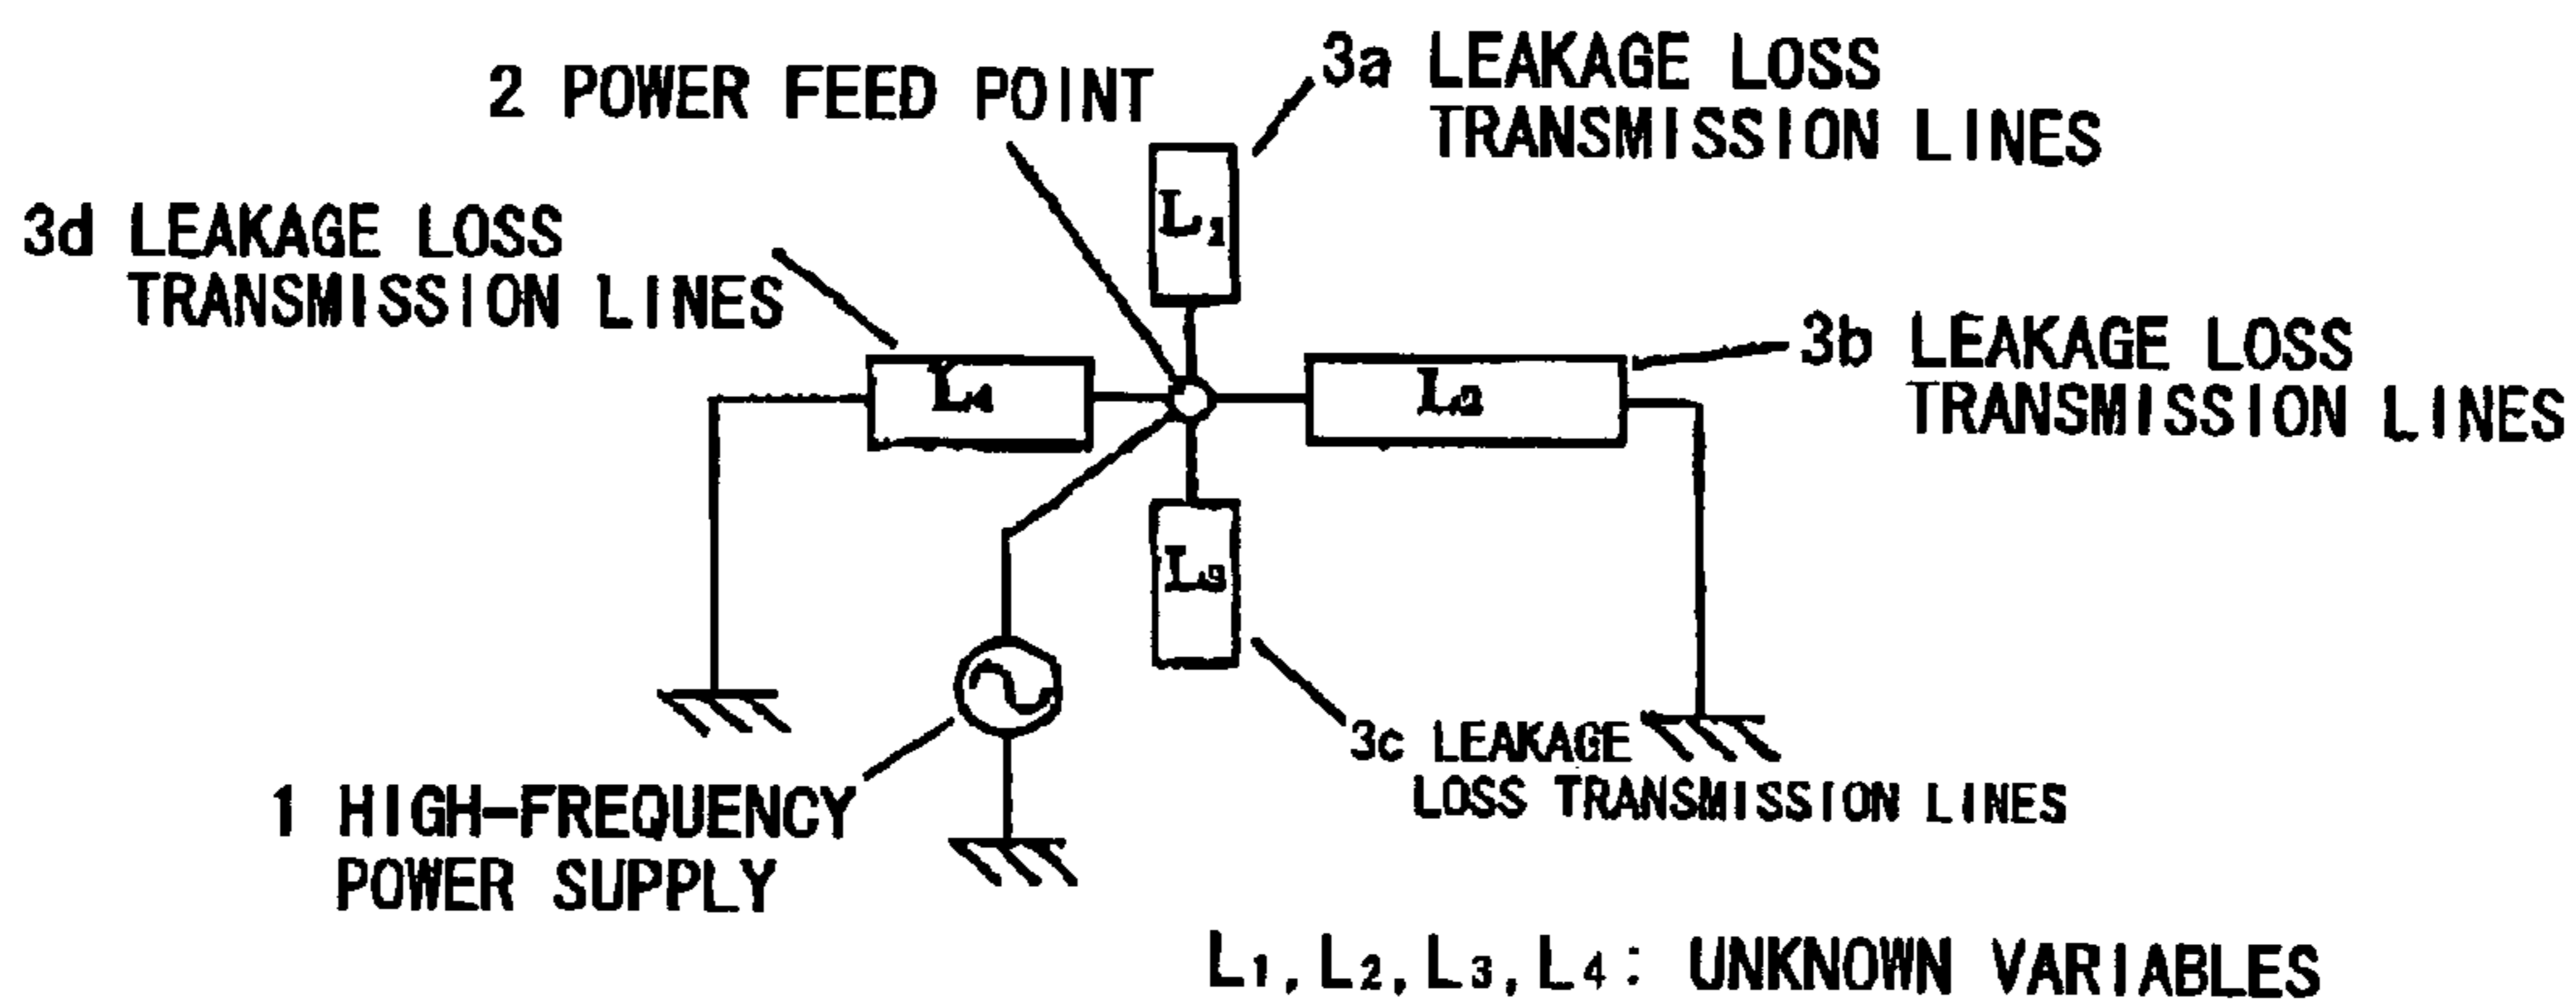 2 POWER FEED POINT
3a LEAKAGE LOSS
TRANSMISSION LINES
3d LEAKAGE LOSS
TRANSMISSION LINES
L1
L4
L2
3b LEAKAGE LOSS
TRANSMISSION LINES
L3
3c LEAKAGE
LOSS TRANSMISSION LINES
1 HIGH-FREQUENCY
POWER SUPPLY
L1, L2, L3, L4: UNKNOWN VARIABLES